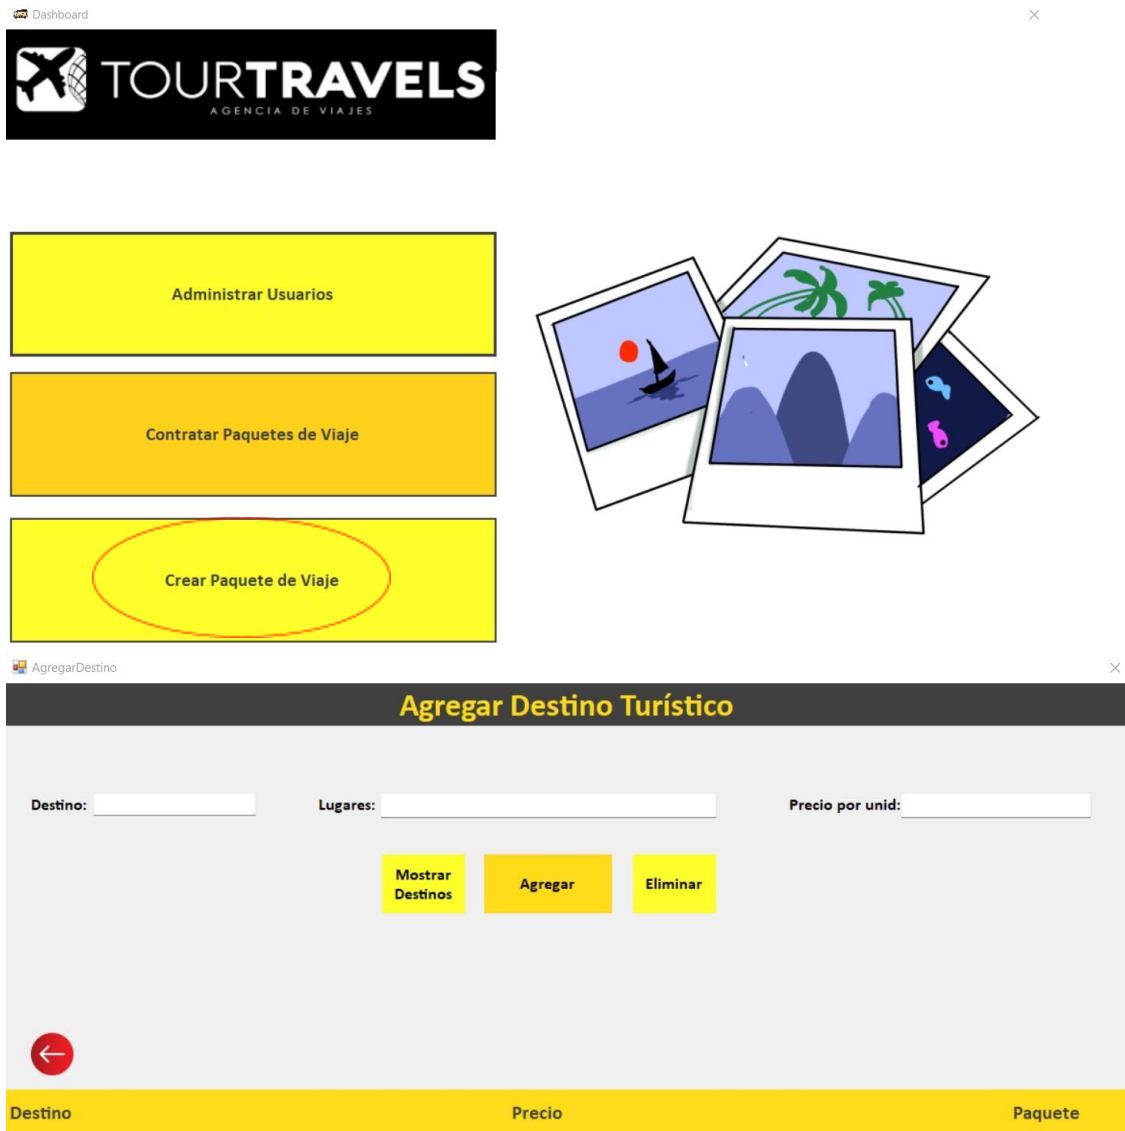 Dashboard
TOURTRAVELS
AGENCIA DE VIAJES
Administrar Usuarios
Contratar Paquetes de Viaje
Crear Paquete de Viaje
AgregarDestino
Agregar Destino Turístico
Destino: Lugares: Precio por unid:
Mostrar
Destinos
Agregar
Eliminar
Destino Precio Paquete